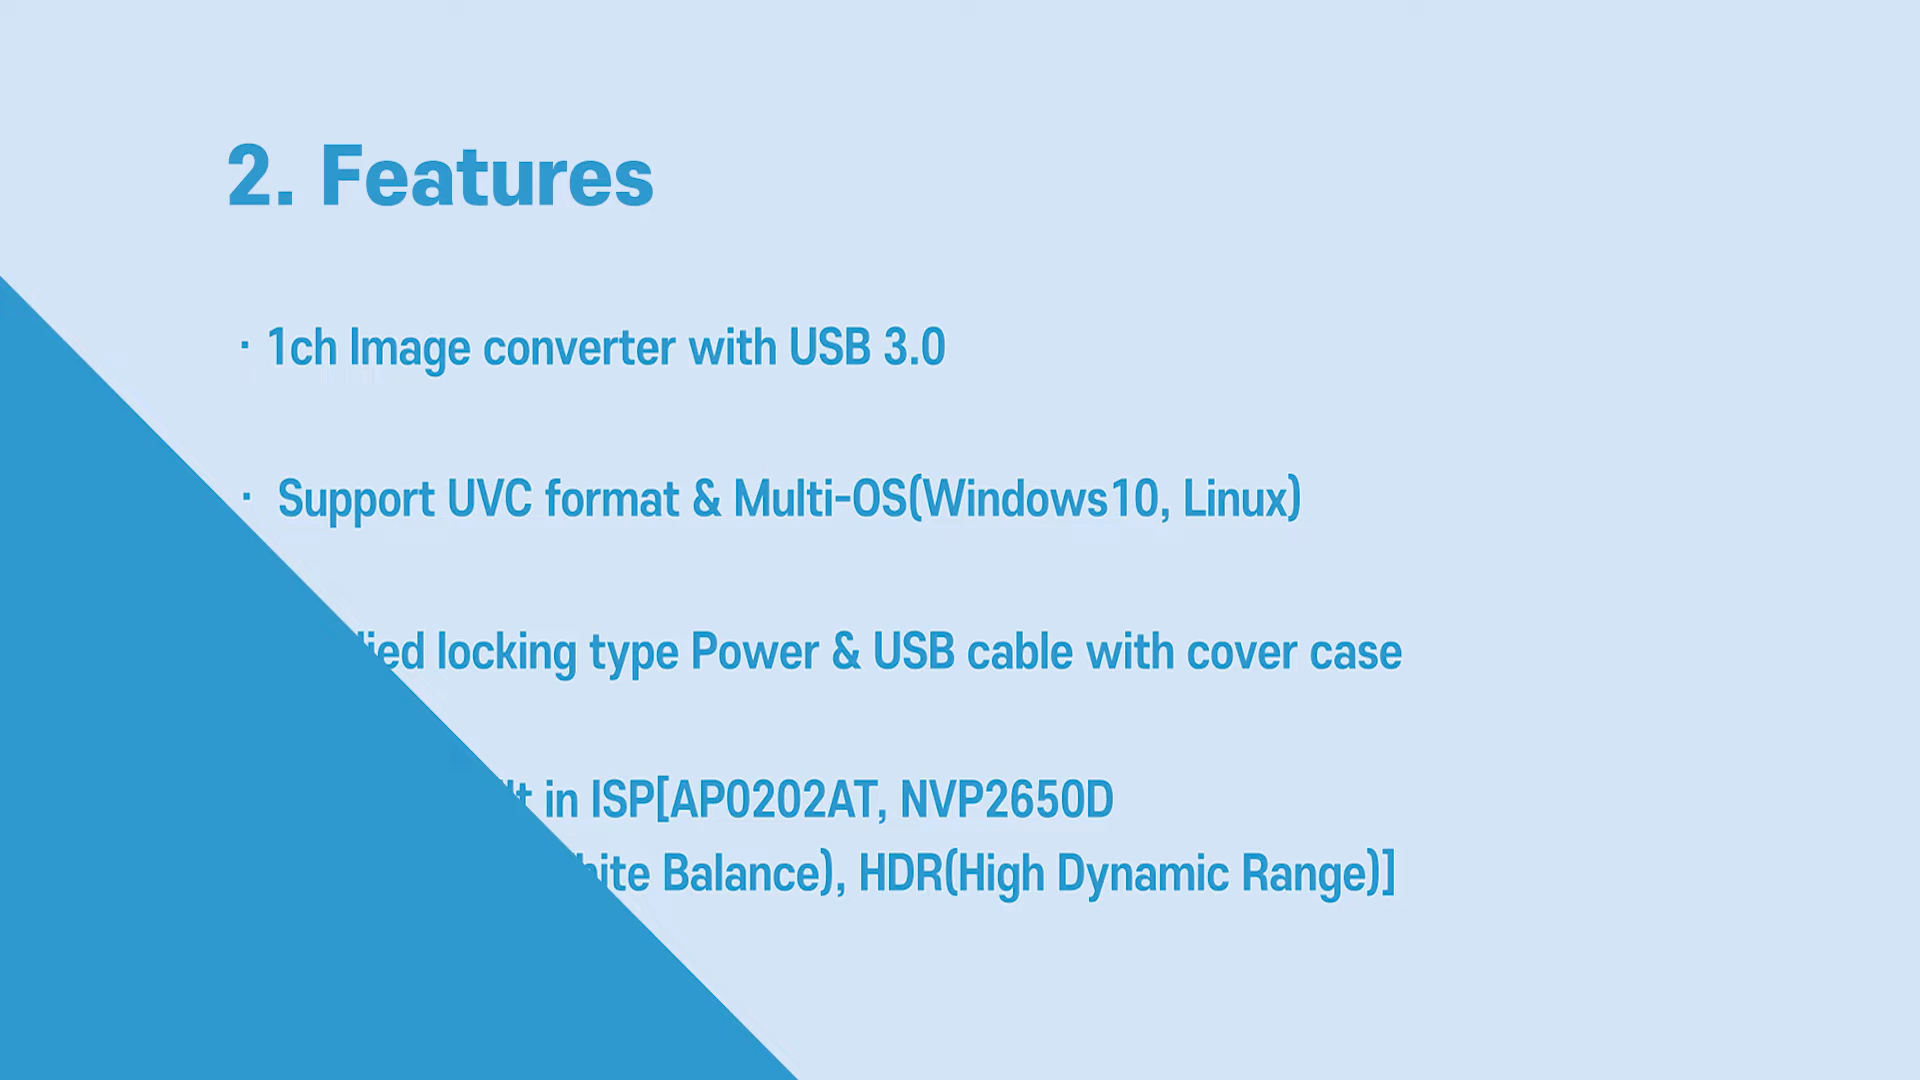 2. Features
· 1ch Image converter with USB 3.0
· Support UVC format & Multi-OS(Windows10, Linux)
locking type Power & USB cable with cover case
in ISP[AP0202AT, NVP2650D
Balance), HDR(High Dynamic Range)]